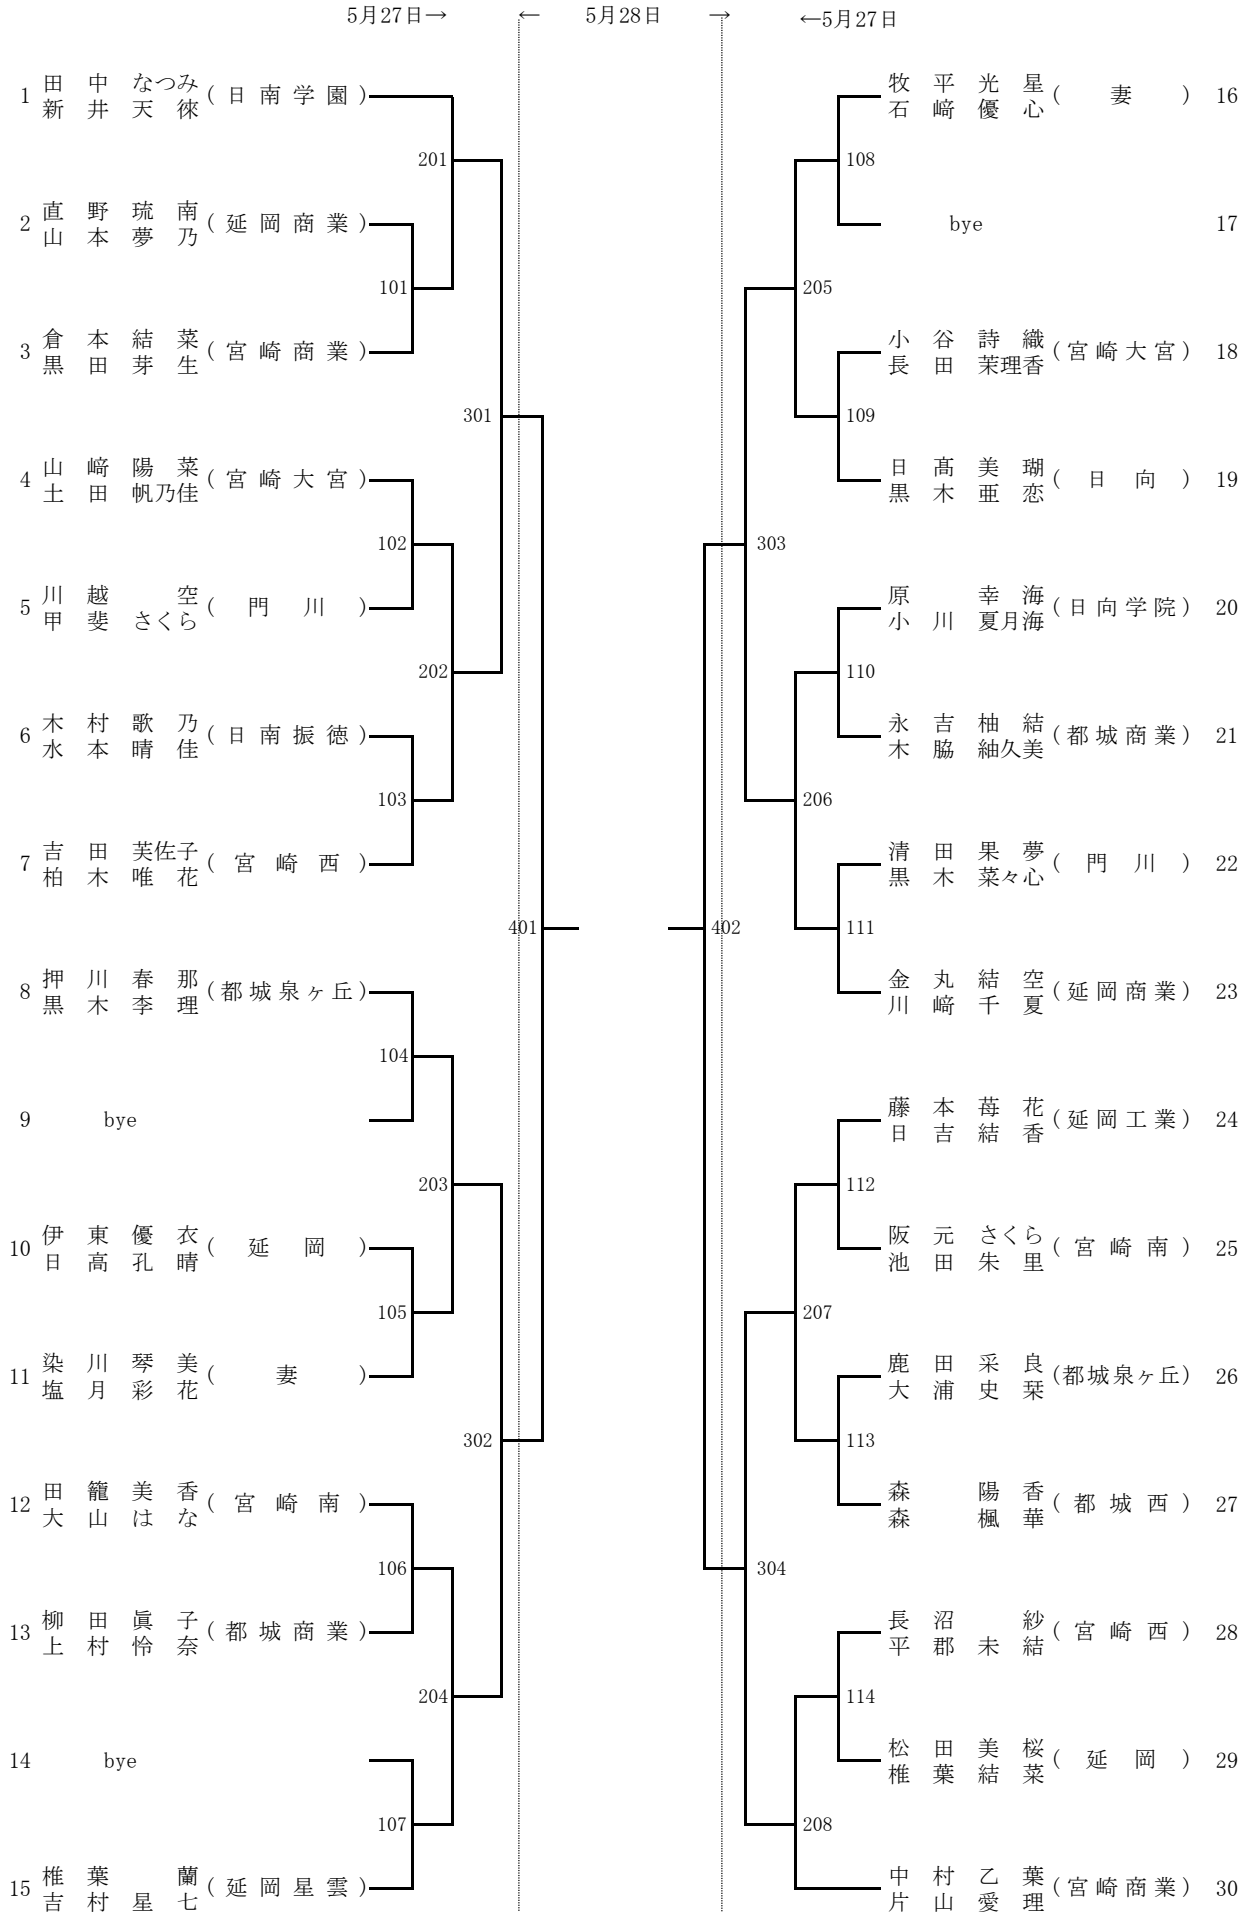 5月27日→ ← 5月28日 → ←5月27日
1 田中 なつみ (日南学園)
新井 天徠
201
2 直野 琉南 (延岡商業)
山本 夢乃
101
3 倉本 結菜 (宮崎商業)
黒田 芽生
301
4 山﨑 陽菜 (宮崎大宮)
土田 帆乃佳
102
5 川越 空 (門川)
甲斐 さくら
202
6 木村 歌乃 (日南振徳)
水本 晴佳
103
7 吉田 芙佐子 (宮崎西)
柏木 唯花
401
8 押川 春那 (都城泉ヶ丘)
黒木 李理
104
9 bye
203
10 伊東 優衣 (延岡)
日高 孔晴
105
11 染川 琴美 (妻)
塩月 彩花
302
12 田籠 美香 (宮崎南)
大山 はな
106
13 柳田 眞子 (都城商業)
上村 怜奈
204
14 bye
107
15 椎葉 蘭 (延岡星雲)
吉村 星七
牧平 光星 (妻) 16
石﨑 優心
108
bye 17
205
小谷 詩織 (宮崎大宮) 18
長田 茉理香
109
日髙 美瑚 (日向) 19
黒木 亜恋
303
原 幸海 (日向学院) 20
小川 夏月海
110
永吉 柚結 (都城商業) 21
木脇 紬久美
206
清田 果夢 (門川) 22
黒木 菜々心
402
111
金丸 結空 (延岡商業) 23
川﨑 千夏
藤本 苺花 (延岡工業) 24
日吉 結香
112
阪元 さくら (宮崎南) 25
池田 朱里
207
鹿田 采良 (都城泉ヶ丘) 26
大浦 史栞
113
森 陽香 (都城西) 27
森 楓華
304
長沼 紗 (宮崎西) 28
平郡 未結
114
松田 美桜 (延岡) 29
椎葉 結菜
208
中村 乙葉 (宮崎商業) 30
片山 愛理